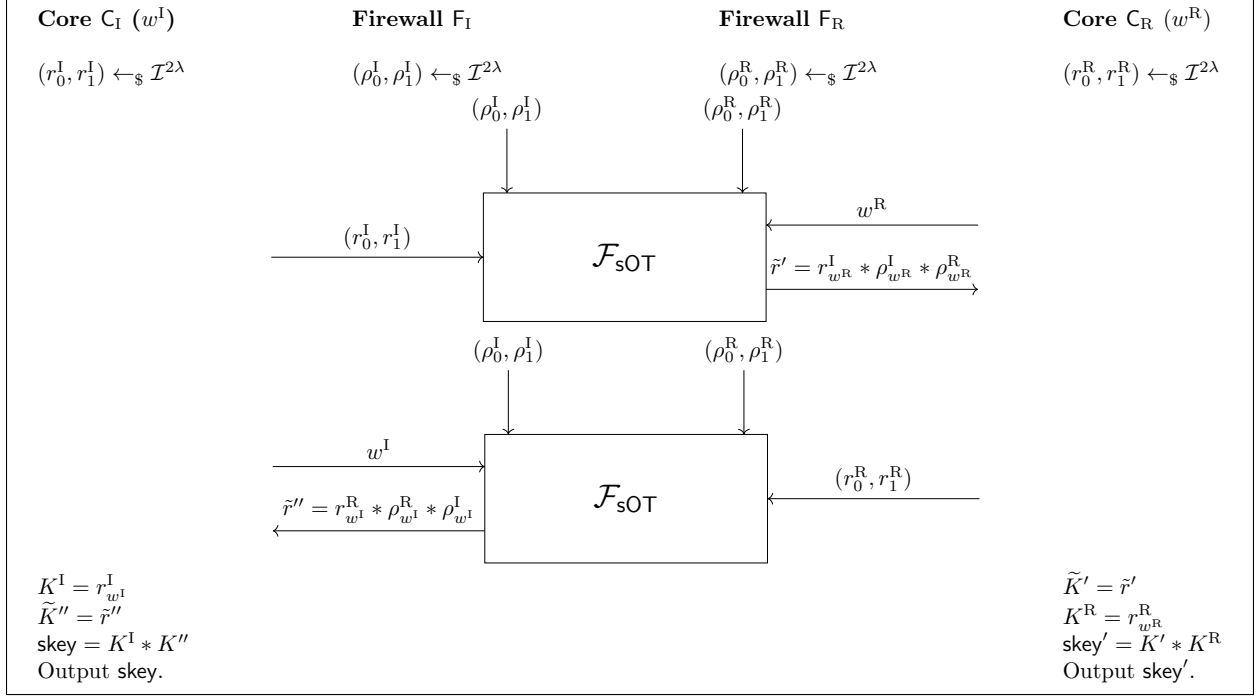 Core C_I (w^I) Firewall F_I Firewall F_R Core C_R (w^R)
(r_0^I, r_1^I) ←_$ 𝓘^{2λ} (ρ_0^I, ρ_1^I) ←_$ 𝓘^{2λ} (ρ_0^R, ρ_1^R) ←_$ 𝓘^{2λ} (r_0^R, r_1^R) ←_$ 𝓘^{2λ}
(ρ_0^I, ρ_1^I) (ρ_0^R, ρ_1^R)
w^R
(r_0^I, r_1^I)
𝓕_sOT
r̃′ = r_{w^R}^I ∗ ρ_{w^R}^I ∗ ρ_{w^R}^R
(ρ_0^I, ρ_1^I) (ρ_0^R, ρ_1^R)
w^I
(r_0^R, r_1^R)
𝓕_sOT
r̃″ = r_{w^I}^R ∗ ρ_{w^I}^R ∗ ρ_{w^I}^I
K^I = r_{w^I}^I
K̃″ = r̃″
skey = K^I ∗ K″
Output skey.
K̃′ = r̃′
K^R = r_{w^R}^R
skey′ = K′ ∗ K^R
Output skey′.